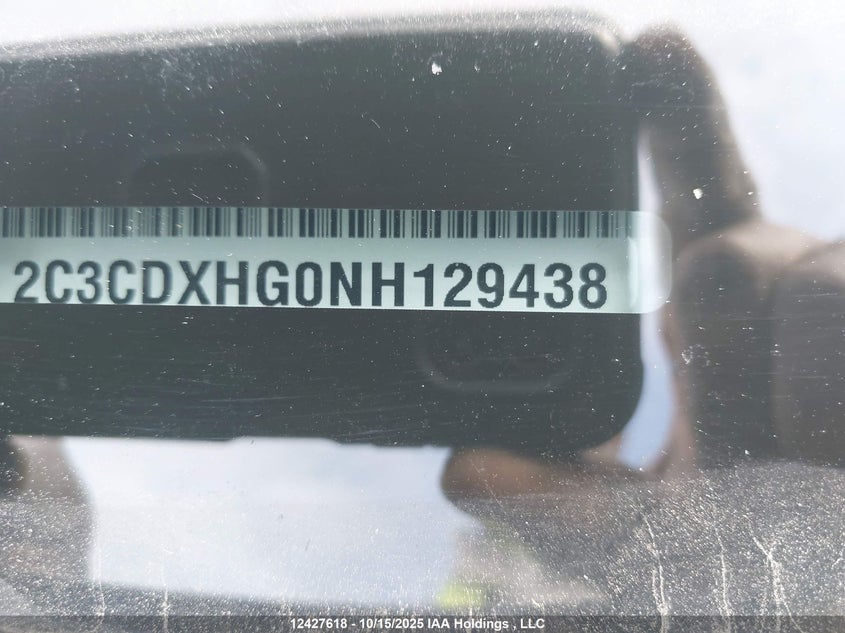 2C3CDXHG0NH129438
12427618 - 10/15/2025 IAA Holdings , LLC